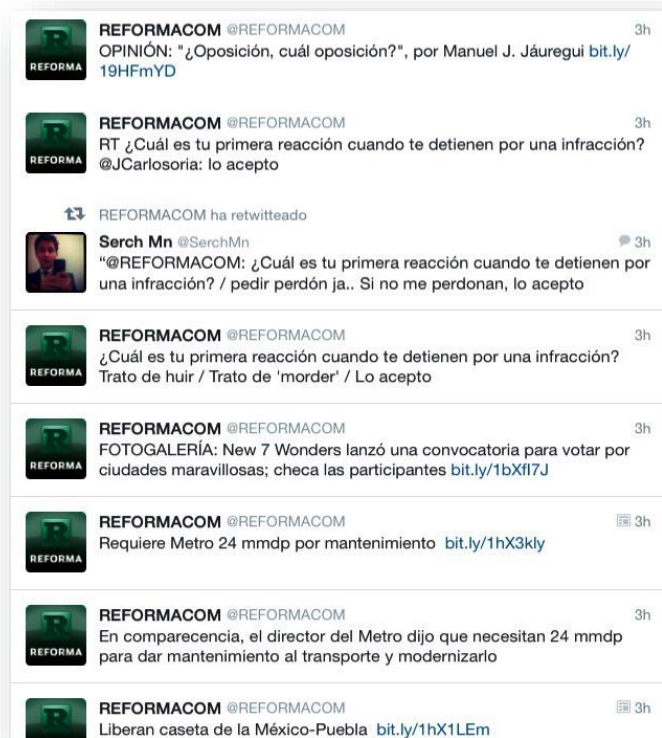 REFORMACOM @REFORMACOM 3h
OPINIÓN: "¿Oposición, cuál oposición?", por Manuel J. Jáuregui bit.ly/
19HFmYD
R
REFORMA
REFORMACOM @REFORMACOM 3h
RT ¿Cuál es tu primera reacción cuando te detienen por una infracción?
@JCarlosoria: lo acepto
R
REFORMA
REFORMACOM ha retwitteado
Serch Mn @SerchMn 3h
“@REFORMACOM: ¿Cuál es tu primera reacción cuando te detienen por
una infracción? / pedir perdón ja.. Si no me perdonan, lo acepto
REFORMACOM @REFORMACOM 3h
¿Cuál es tu primera reacción cuando te detienen por una infracción?
Trato de huir / Trato de 'morder' / Lo acepto
R
REFORMA
REFORMACOM @REFORMACOM 3h
FOTOGALERÍA: New 7 Wonders lanzó una convocatoria para votar por
ciudades maravillosas; checa las participantes bit.ly/1bXfI7J
R
REFORMA
REFORMACOM @REFORMACOM 3h
Requiere Metro 24 mmdp por mantenimiento bit.ly/1hX3kly
R
REFORMA
REFORMACOM @REFORMACOM 3h
En comparecencia, el director del Metro dijo que necesitan 24 mmdp
para dar mantenimiento al transporte y modernizarlo
R
REFORMA
REFORMACOM @REFORMACOM 3h
Liberan caseta de la México-Puebla bit.ly/1hX1LEm
R